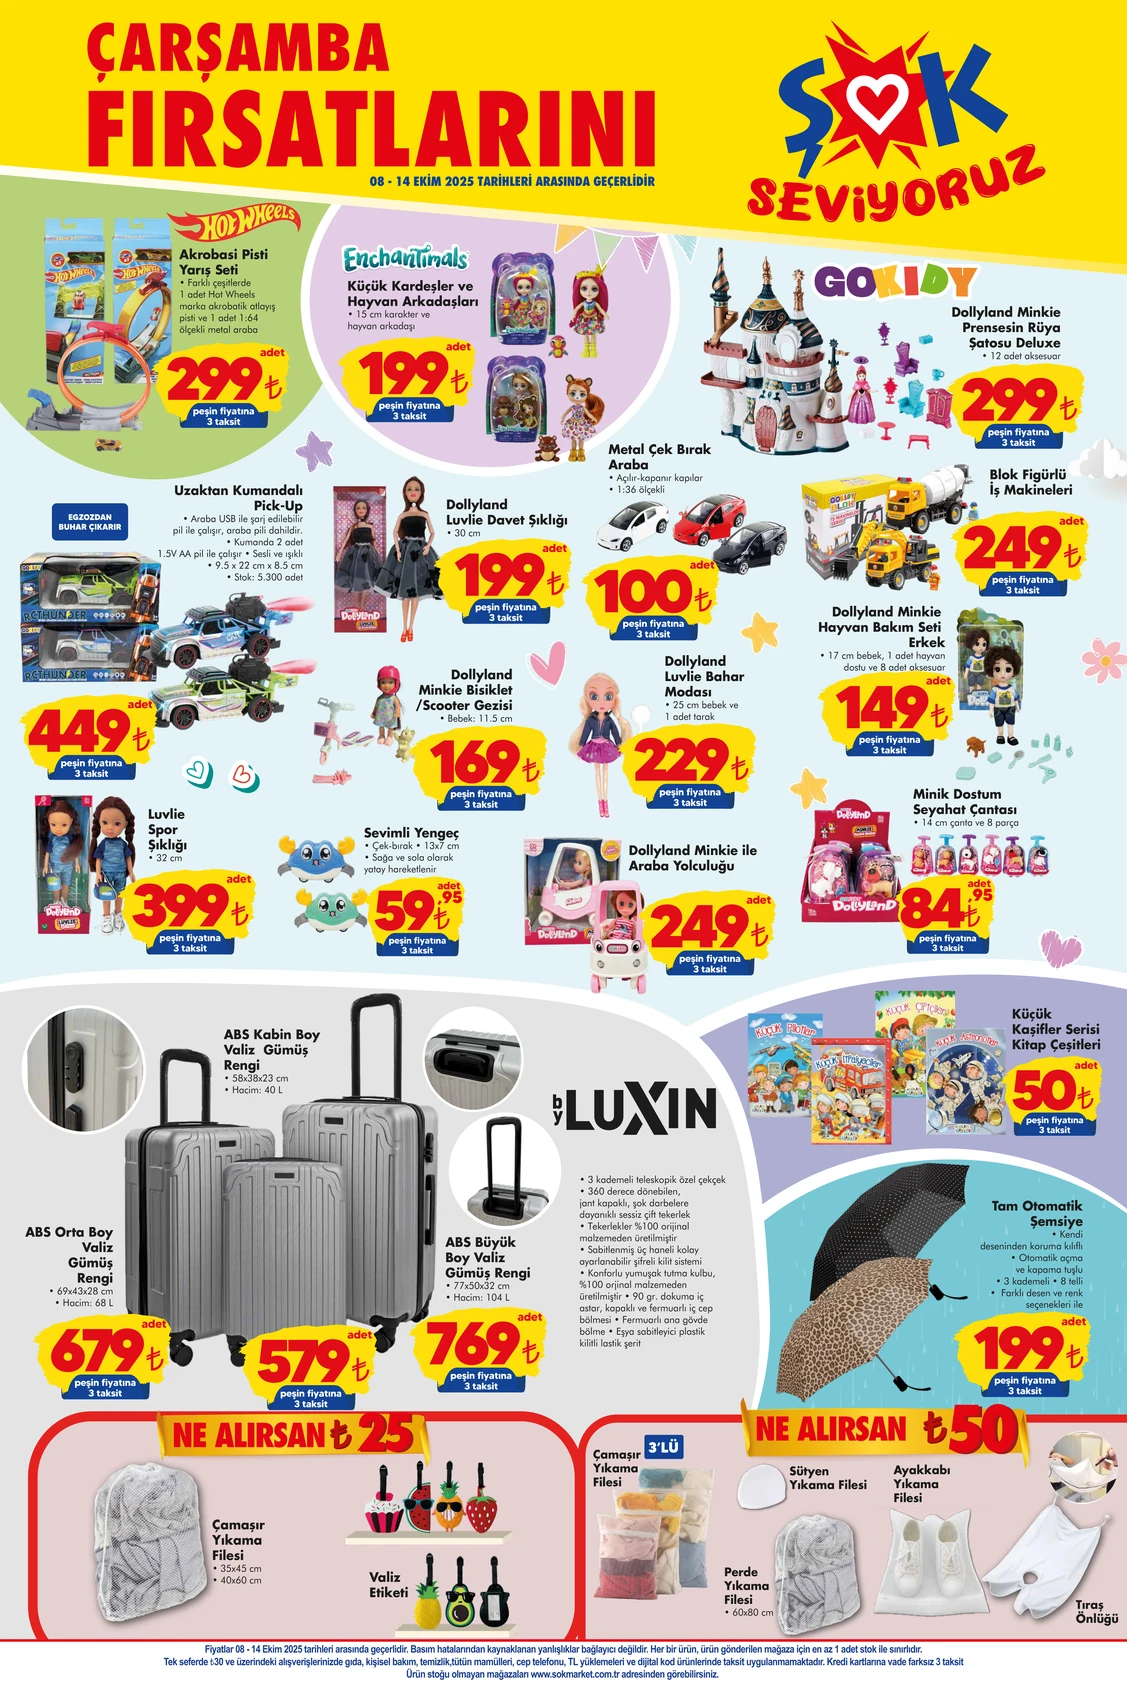 ÇARŞAMBA
FIRSATLARINI
08 - 14 EKİM 2025 TARİHLERİ ARASINDA GEÇERLİDİR
ŞOK
SEVİYORUZ
HOT WHEELS
Akrobasi Pisti
Yarış Seti
• Farklı çeşitlerde
1 adet Hot Wheels
marka akrobatik atlayış
pisti ve 1 adet 1:64
ölçekli metal araba
adet
299 ₺
peşin fiyatına
3 taksit
EnchanTimals
Küçük Kardeşler ve
Hayvan Arkadaşları
• 15 cm karakter ve
hayvan arkadaşı
adet
199 ₺
peşin fiyatına
3 taksit
GOKIDY
Dollyland Minkie
Prensesin Rüya
Şatosu Deluxe
• 12 adet aksesuar
adet
299 ₺
peşin fiyatına
3 taksit
EGZOZDAN
BUHAR ÇIKARIR
Uzaktan Kumandalı
Pick-Up
• Araba USB ile şarj edilebilir
pil ile çalışır, araba pili dahildir.
• Kumanda 2 adet
1.5V AA pil ile çalışır • Sesli ve ışıklı
• 9.5 x 22 cm x 8.5 cm
• Stok: 5.300 adet
RCTHUNDER
RCTHUNDER
adet
449 ₺
peşin fiyatına
3 taksit
Dollyland
Luvlie Davet Şıklığı
• 30 cm
adet
199 ₺
peşin fiyatına
3 taksit
Metal Çek Bırak
Araba
• Açılır-kapanır kapılar
• 1:36 ölçekli
adet
100 ₺
peşin fiyatına
3 taksit
Blok Figürlü
İş Makineleri
adet
249 ₺
peşin fiyatına
3 taksit
Dollyland
Minkie Bisiklet
/Scooter Gezisi
• Bebek: 11.5 cm
adet
169 ₺
peşin fiyatına
3 taksit
Dollyland
Luvlie Bahar
Modası
• 25 cm bebek ve
1 adet tarak
adet
229 ₺
peşin fiyatına
3 taksit
Dollyland Minkie
Hayvan Bakım Seti
Erkek
• 17 cm bebek, 1 adet hayvan
dostu ve 8 adet aksesuar
adet
149 ₺
peşin fiyatına
3 taksit
Luvlie
Spor
Şıklığı
• 32 cm
DOLLYLAND
LUVLIE
adet
399 ₺
peşin fiyatına
3 taksit
Sevimli Yengeç
• Çek-bırak • 13x7 cm
• Sağa ve sola olarak
yatay hareketlenir
adet
59,95 ₺
peşin fiyatına
3 taksit
Dollyland Minkie ile
Araba Yolculuğu
DOLLYLAND
adet
249 ₺
peşin fiyatına
3 taksit
Minik Dostum
Seyahat Çantası
• 14 cm çanta ve 8 parça
DOLLYLAND
adet
84,95 ₺
peşin fiyatına
3 taksit
ABS Kabin Boy
Valiz Gümüş
Rengi
• 58x38x23 cm
• Hacim: 40 L
by LUXIN
ABS Orta Boy
Valiz
Gümüş
Rengi
• 69x43x28 cm
• Hacim: 68 L
ABS Büyük
Boy Valiz
Gümüş Rengi
• 77x50x32 cm
• Hacim: 104 L
• 3 kademeli teleskopik özel çekçek
• 360 derece dönebilen,
jant kapaklı, şok darbelere
dayanıklı sessiz çift tekerlek
• Tekerlekler %100 orijinal
malzemeden üretilmiştir
• Sabitlenmiş üç haneli kolay
ayarlanabilir şifreli kilit sistemi
• Konforlu yumuşak tutma kulbu,
%100 orjinal malzemeden
üretilmiştir • 90 gr. dokuma iç
astar, kapaklı ve fermuarlı iç cep
bölmesi • Fermuarlı ana gövde
bölme • Eşya sabitleyici plastik
kilitli lastik şerit
adet
679 ₺
peşin fiyatına
3 taksit
adet
579 ₺
peşin fiyatına
3 taksit
adet
769 ₺
peşin fiyatına
3 taksit
Küçük
Kaşifler Serisi
Kitap Çeşitleri
Küçük Pilotlar
Küçük Çiftçiler
Küçük İtfaiyeciler
Küçük Astronotlar
adet
50 ₺
peşin fiyatına
3 taksit
Tam Otomatik
Şemsiye
• Kendi
deseninden koruma kılıflı
• Otomatik açma
ve kapama tuşlu
• 3 kademeli • 8 telli
• Farklı desen ve renk
seçenekleri ile
adet
199 ₺
peşin fiyatına
3 taksit
NE ALIRSAN ₺25
Çamaşır
Yıkama
Filesi
• 35x45 cm
• 40x60 cm
Valiz
Etiketi
NE ALIRSAN ₺50
Çamaşır
Yıkama
Filesi
3'LÜ
Sütyen
Yıkama Filesi
Ayakkabı
Yıkama
Filesi
Perde
Yıkama
Filesi
• 60x80 cm
Tıraş
Önlüğü
Fiyatlar 08 - 14 Ekim 2025 tarihleri arasında geçerlidir. Basım hatalarından kaynaklanan yanlışlıklar bağlayıcı değildir. Her bir ürün, ürün gönderilen mağaza için en az 1 adet stok ile sınırlıdır.
Tek seferde ₺30 ve üzerindeki alışverişlerinizde gıda, kişisel bakım, temizlik,tütün mamülleri, cep telefonu, TL yüklemeleri ve dijital kod ürünlerinde taksit uygulanmamaktadır. Kredi kartlarına vade farksız 3 taksit
Ürün stoğu olmayan mağazaları www.sokmarket.com.tr adresinden görebilirsiniz.